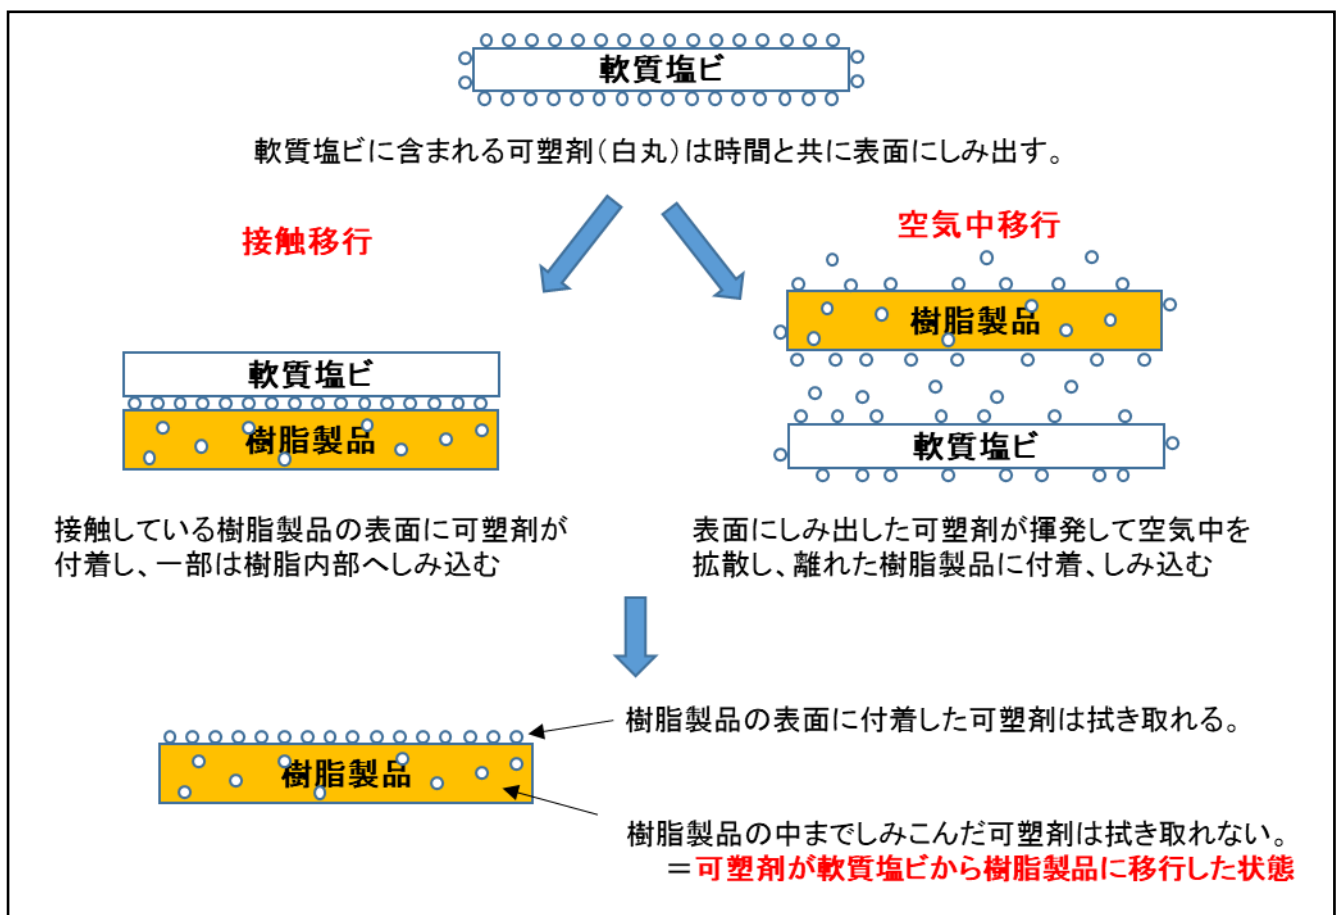 軟質塩ビ
軟質塩ビに含まれる可塑剤(白丸)は時間と共に表面にしみ出す。
接触移行
軟質塩ビ
樹脂製品
接触している樹脂製品の表面に可塑剤が
付着し、一部は樹脂内部へしみ込む
空気中移行
樹脂製品
軟質塩ビ
表面にしみ出した可塑剤が揮発して空気中を
拡散し、離れた樹脂製品に付着、しみ込む
樹脂製品
樹脂製品の表面に付着した可塑剤は拭き取れる。
樹脂製品の中までしみこんだ可塑剤は拭き取れない。
=可塑剤が軟質塩ビから樹脂製品に移行した状態